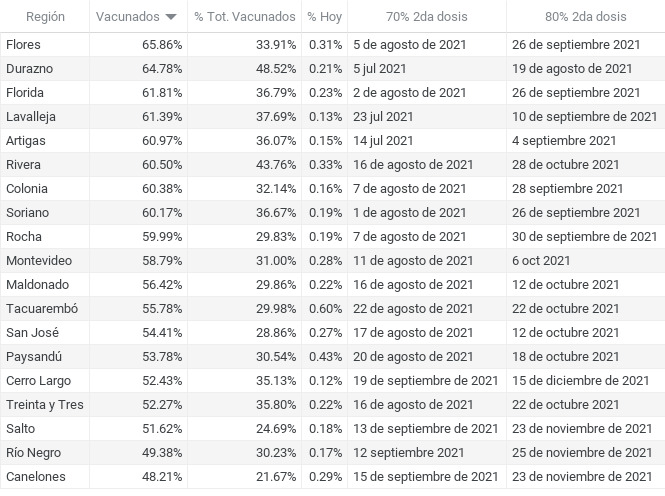 Región Vacunados % Tot. Vacunados % Hoy 70% 2da dosis 80% 2da dosis
Flores 65.86% 33.91% 0.31% 5 de agosto de 2021 26 de septiembre 2021
Durazno 64.78% 48.52% 0.21% 5 jul 2021 19 de agosto de 2021
Florida 61.81% 36.79% 0.23% 2 de agosto de 2021 26 de septiembre 2021
Lavalleja 61.39% 37.69% 0.13% 23 jul 2021 10 de septiembre de 2021
Artigas 60.97% 36.07% 0.15% 14 jul 2021 4 septiembre 2021
Rivera 60.50% 43.76% 0.33% 16 de agosto de 2021 28 de octubre 2021
Colonia 60.38% 32.14% 0.16% 7 de agosto de 2021 28 septiembre 2021
Soriano 60.17% 36.67% 0.19% 1 de agosto de 2021 26 de septiembre 2021
Rocha 59.99% 29.83% 0.19% 7 de agosto de 2021 30 de septiembre de 2021
Montevideo 58.79% 31.00% 0.28% 11 de agosto de 2021 6 oct 2021
Maldonado 56.42% 29.86% 0.22% 16 de agosto de 2021 12 de octubre 2021
Tacuarembó 55.78% 29.98% 0.60% 22 de agosto de 2021 22 de octubre 2021
San José 54.41% 28.86% 0.27% 17 de agosto de 2021 12 de octubre 2021
Paysandú 53.78% 30.54% 0.43% 20 de agosto de 2021 18 de octubre 2021
Cerro Largo 52.43% 35.13% 0.12% 19 de septiembre de 2021 15 de diciembre de 2021
Treinta y Tres 52.27% 35.80% 0.22% 16 de agosto de 2021 22 de octubre 2021
Salto 51.62% 24.69% 0.18% 13 de septiembre de 2021 23 de noviembre de 2021
Río Negro 49.38% 30.23% 0.17% 12 septiembre 2021 25 de noviembre de 2021
Canelones 48.21% 21.67% 0.29% 15 de septiembre de 2021 23 de noviembre de 2021